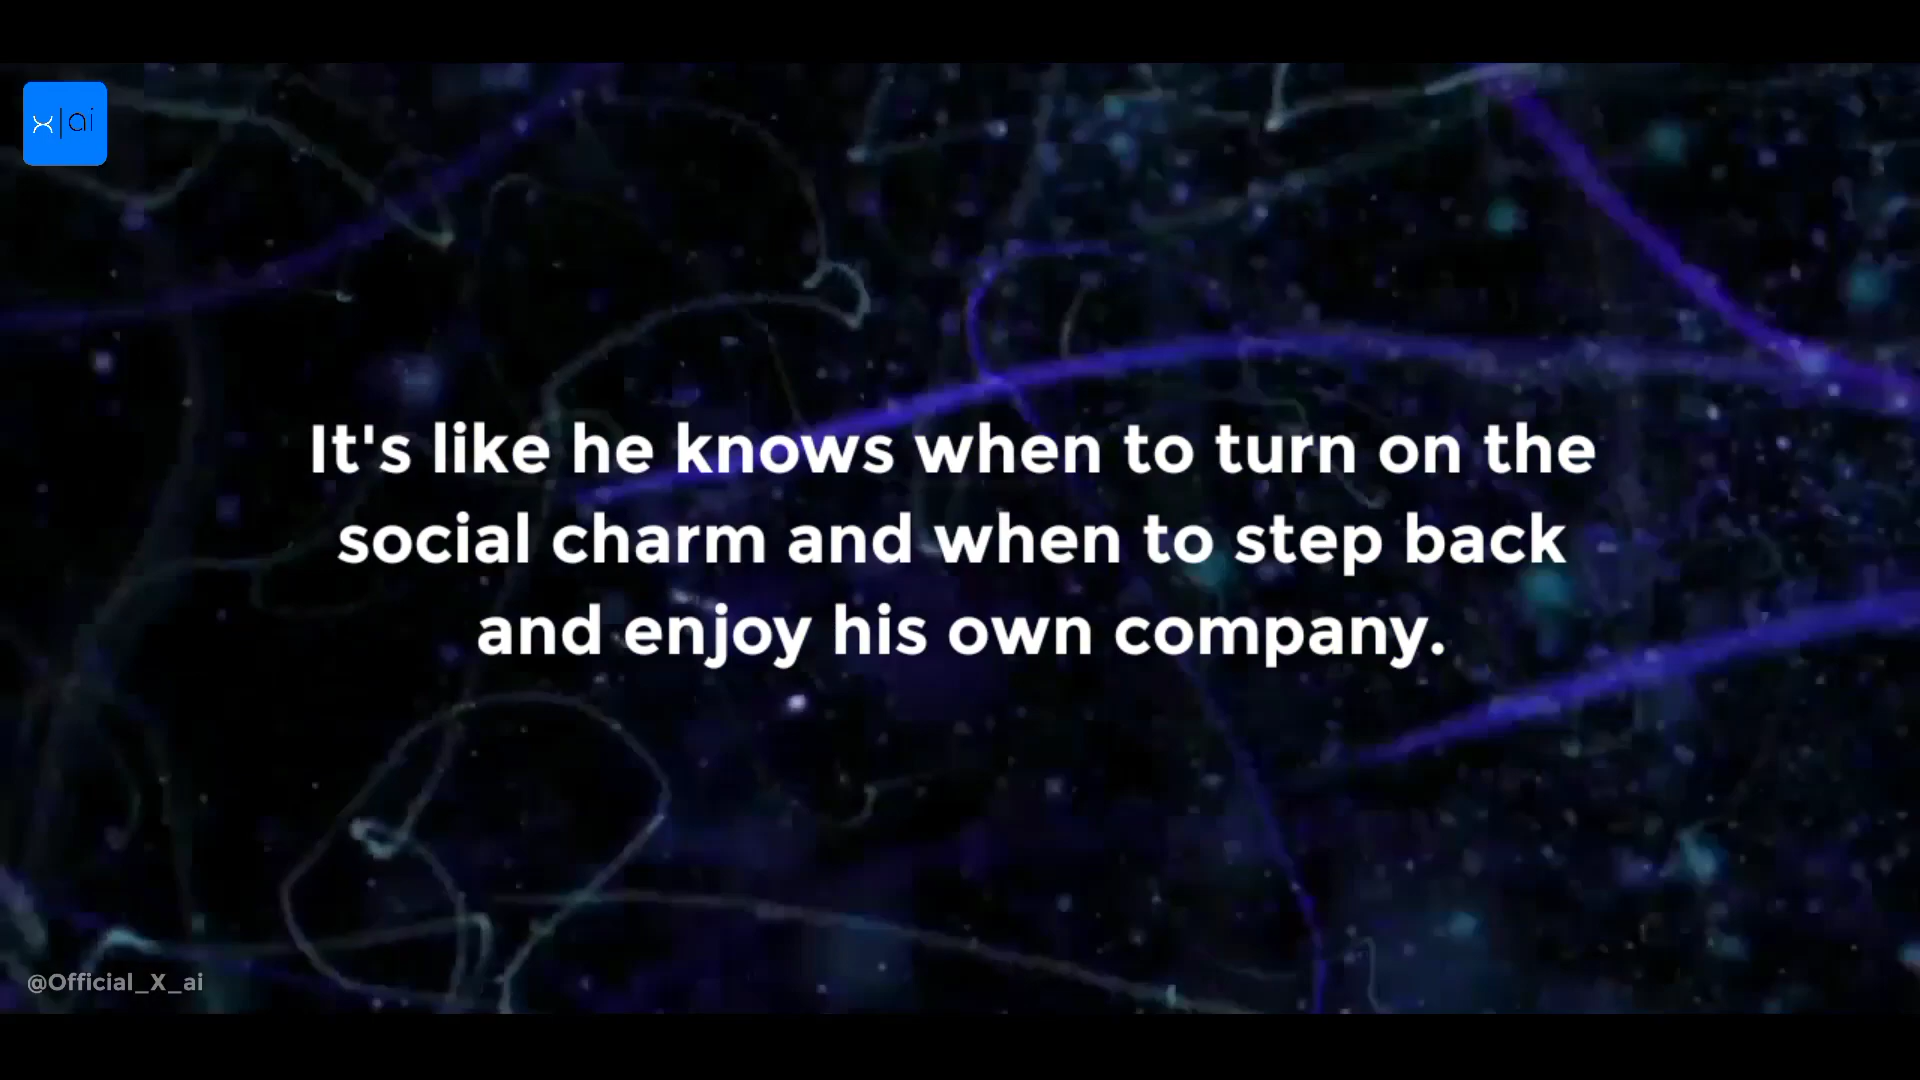 x|ai
It's like he knows when to turn on the
social charm and when to step back
and enjoy his own company.
@Official_X_ai